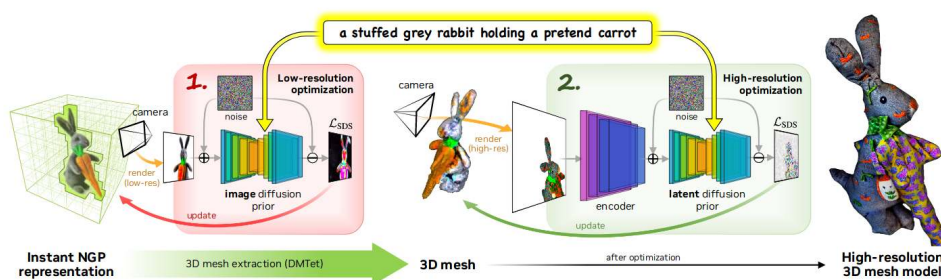 a stuffed grey rabbit holding a pretend carrot
1.
Low-resolution
optimization
camera
noise
render
(low-res)
ℒSDS
image diffusion
prior
update
2.
High-resolution
optimization
camera
noise
render
(high-res)
ℒSDS
encoder
latent diffusion
prior
update
Instant NGP
representation
3D mesh extraction (DMTet)
3D mesh
after optimization
High-resolution
3D mesh model